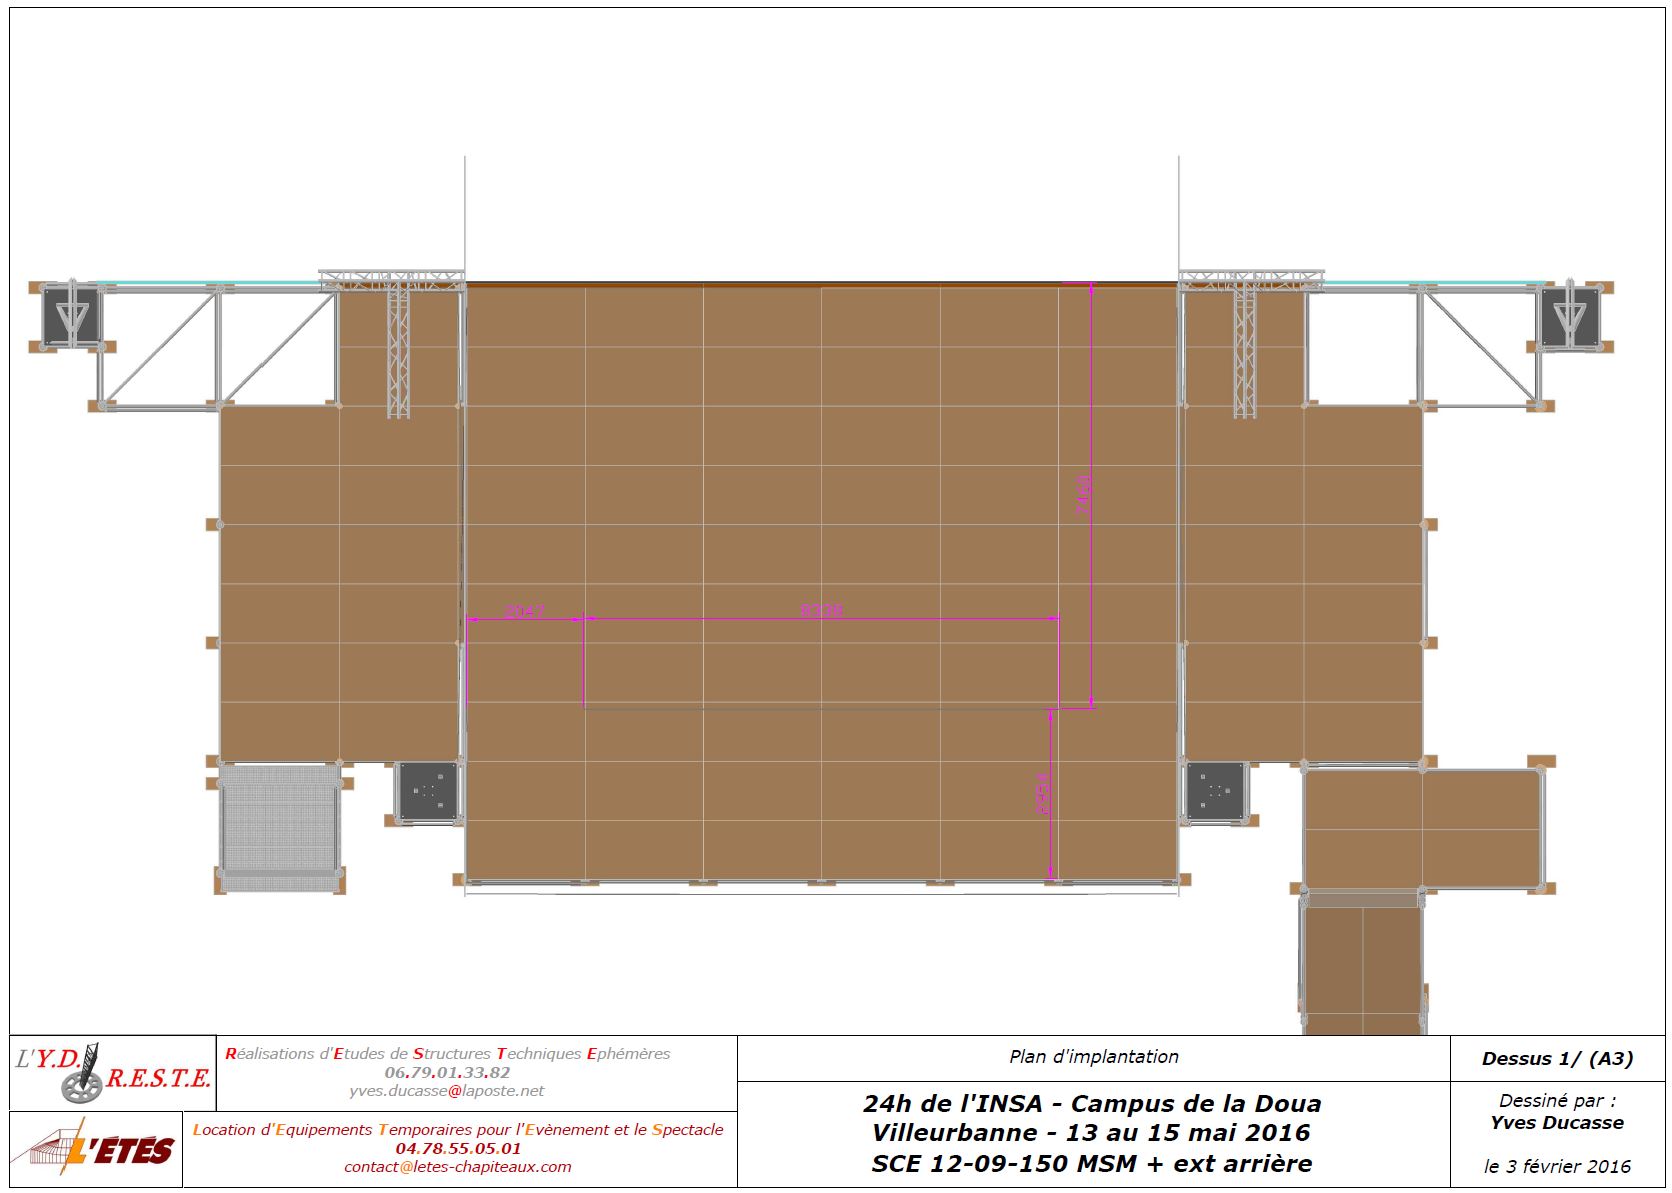 2047
L'Y.D.
R.E.S.T.E.
Réalisations d'Etudes de Structures Techniques Ephémères
06.79.01.33.82
yves.ducasse@laposte.net
L'ÉTÉS
Location d'Equipements Temporaires pour l'Evènement et le Spectacle
04.78.55.05.01
contact@letes-chapiteaux.com
Plan d'implantation
24h de l'INSA - Campus de la Doua
Villeurbanne - 13 au 15 mai 2016
SCE 12-09-150 MSM + ext arrière
Dessus 1/ (A3)
Dessiné par :
Yves Ducasse
le 3 février 2016